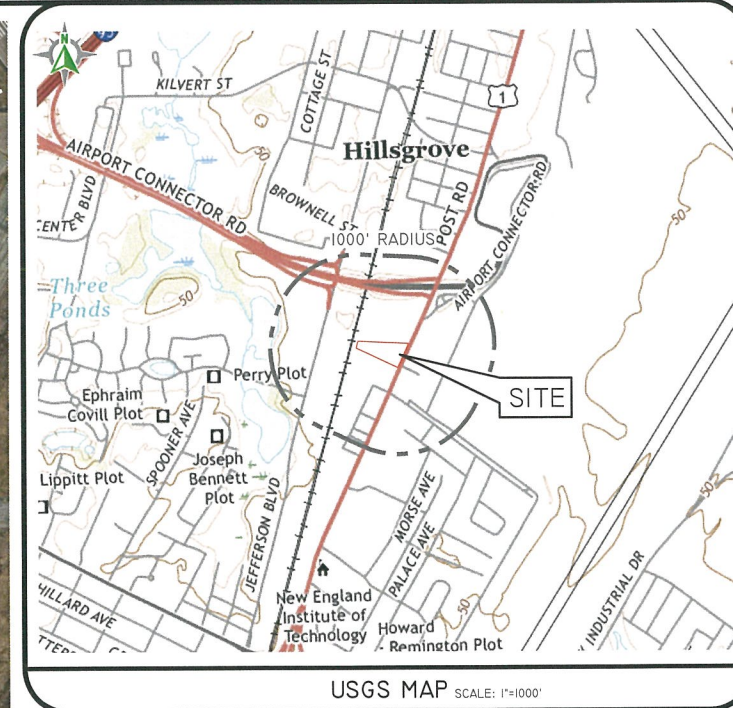 N
95
KILVERT ST
COTTAGE ST
1
50
Hillsgrove
AIRPORT CONNECTOR RD
CENTER BLVD
BROWNELL ST
POST RD
AIRPORT CONNECTOR RD
1000' RADIUS
50
Three
Ponds
50
Perry Plot
Ephraim
Covill Plot
SPOONER AVE
SITE
Joseph
Bennett
Plot
Lippitt Plot
JEFFERSON BLVD
MORSE AVE
PALACE AVE
50
HILLARD AVE
New England
Institute of
Technology
Howard
Remington Plot
50
INDUSTRIAL DR
USGS MAP SCALE: 1"=1000'